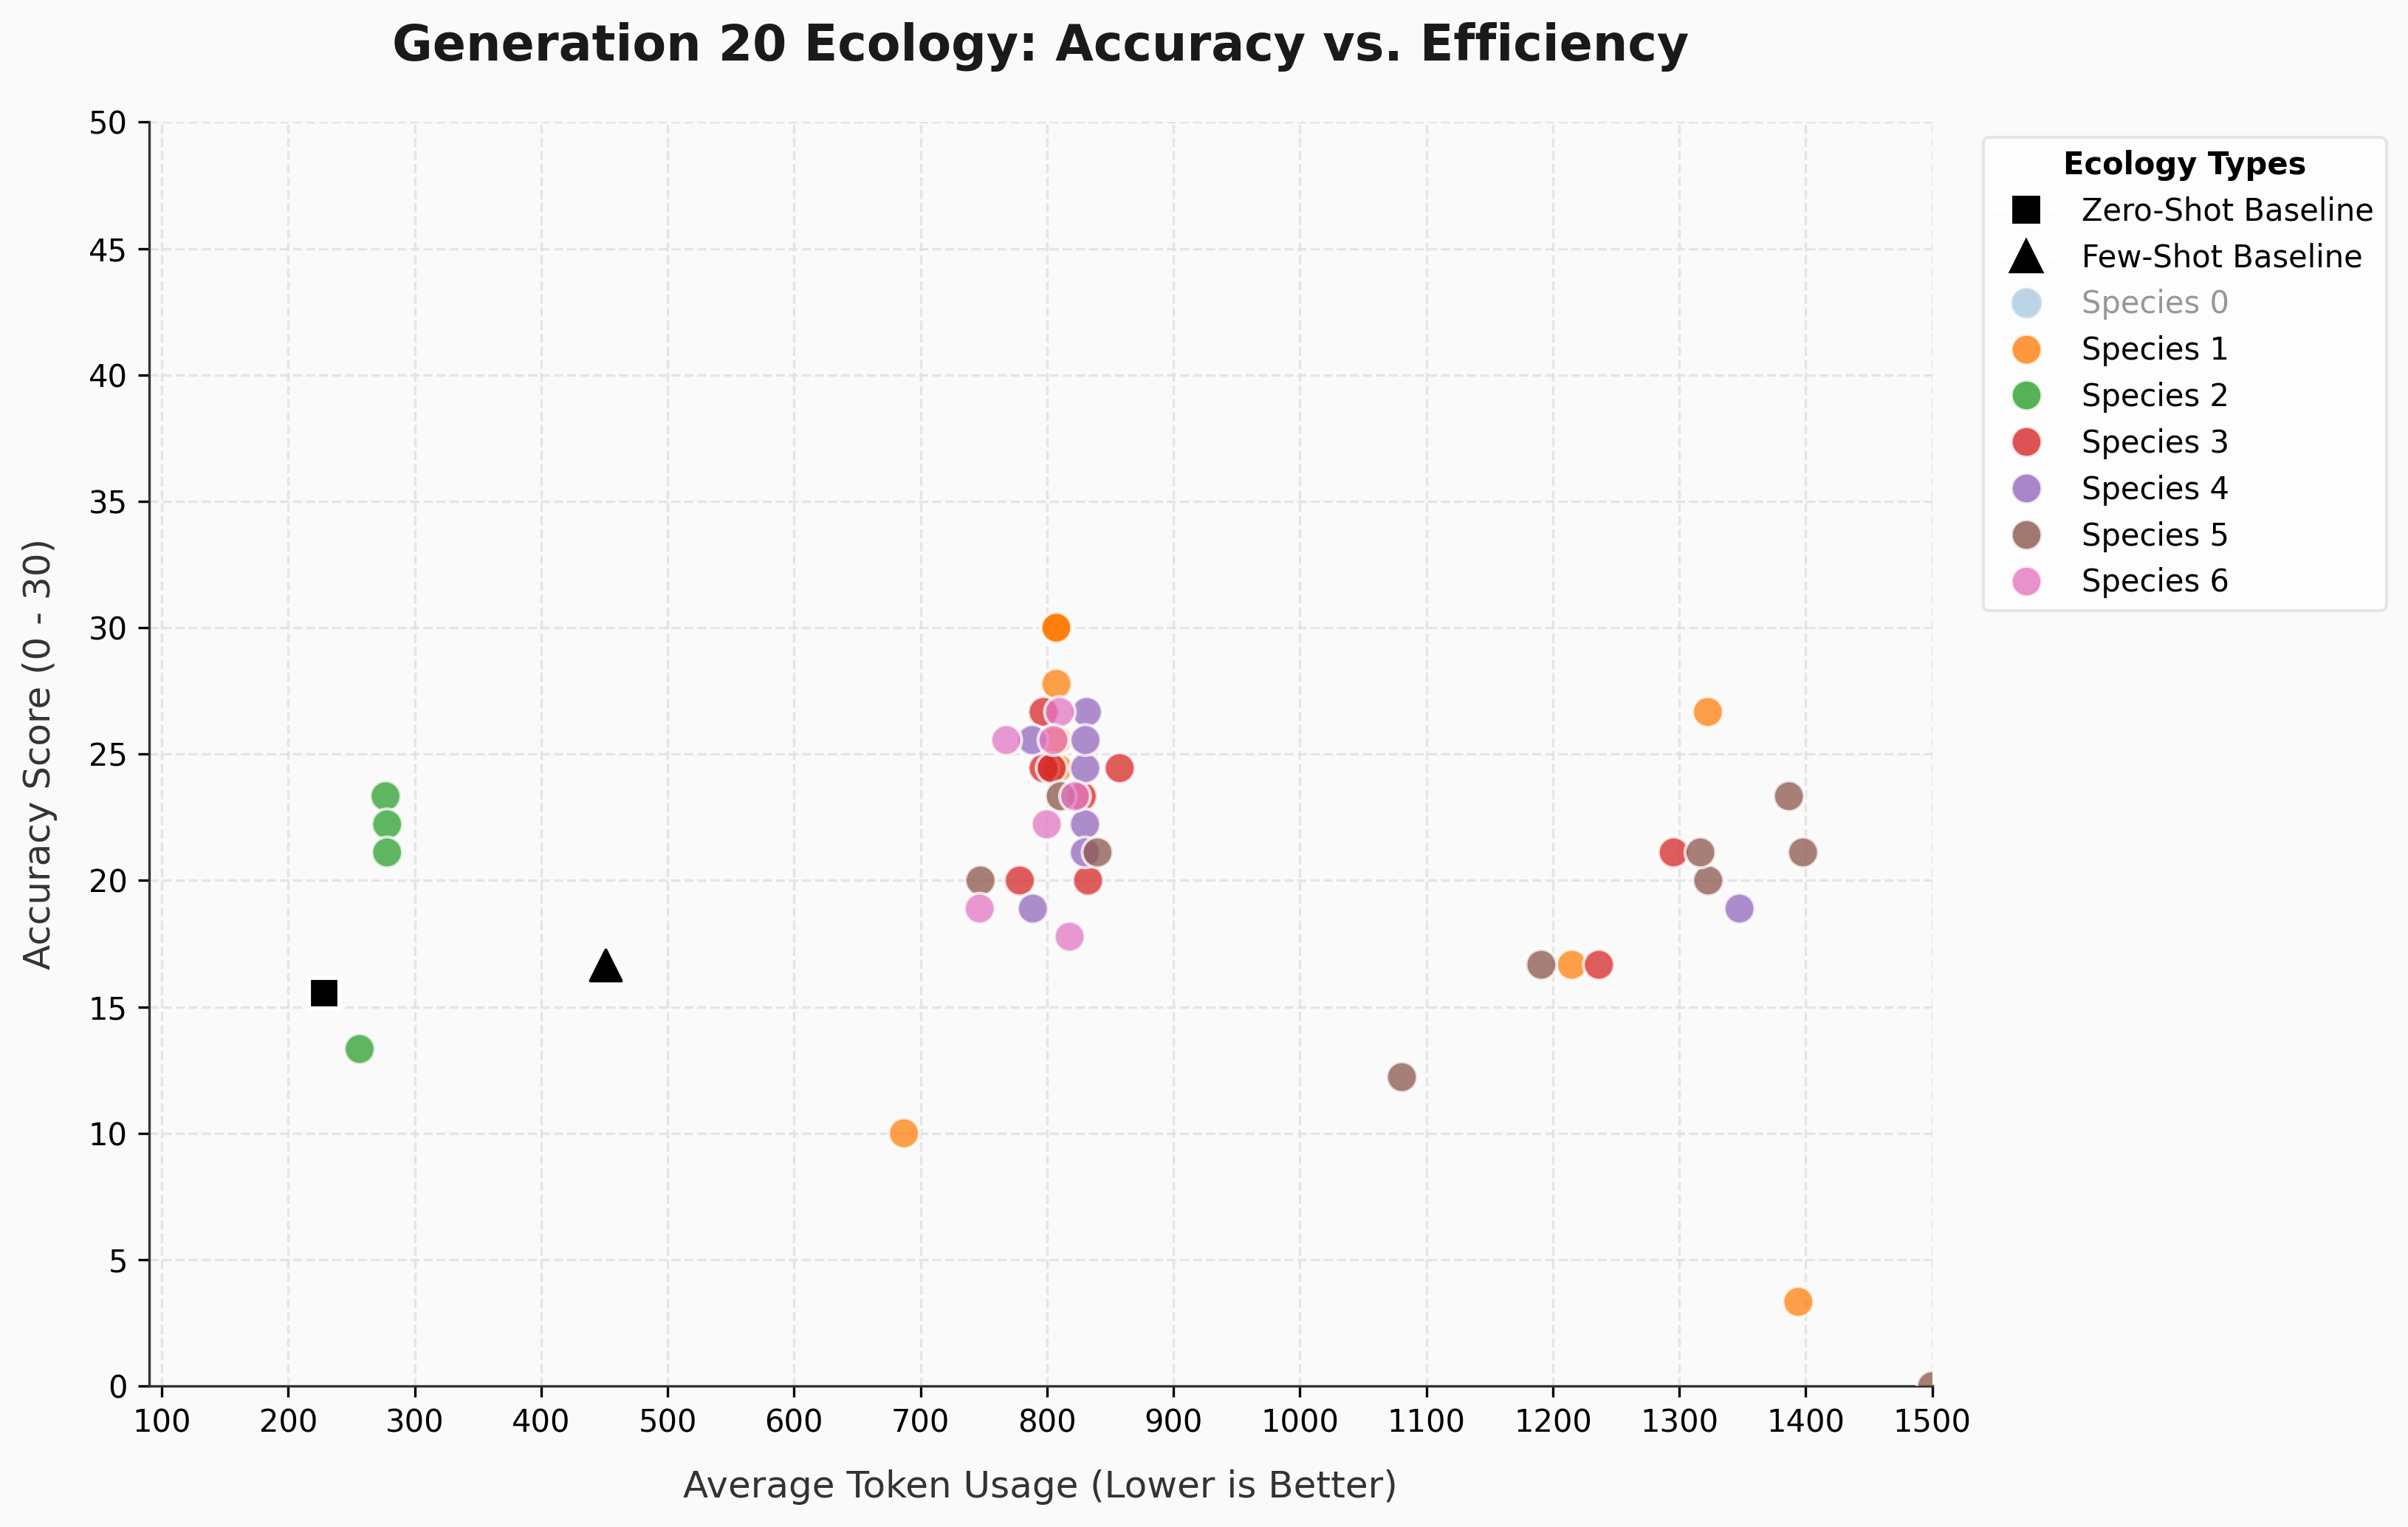 Generation 20 Ecology: Accuracy vs. Efficiency
50
45
40
35
30
25
20
15
10
5
0
Accuracy Score (0 - 30)
100 200 300 400 500 600 700 800 900 1000 1100 1200 1300 1400 1500
Average Token Usage (Lower is Better)
Ecology Types
Zero-Shot Baseline
Few-Shot Baseline
Species 0
Species 1
Species 2
Species 3
Species 4
Species 5
Species 6